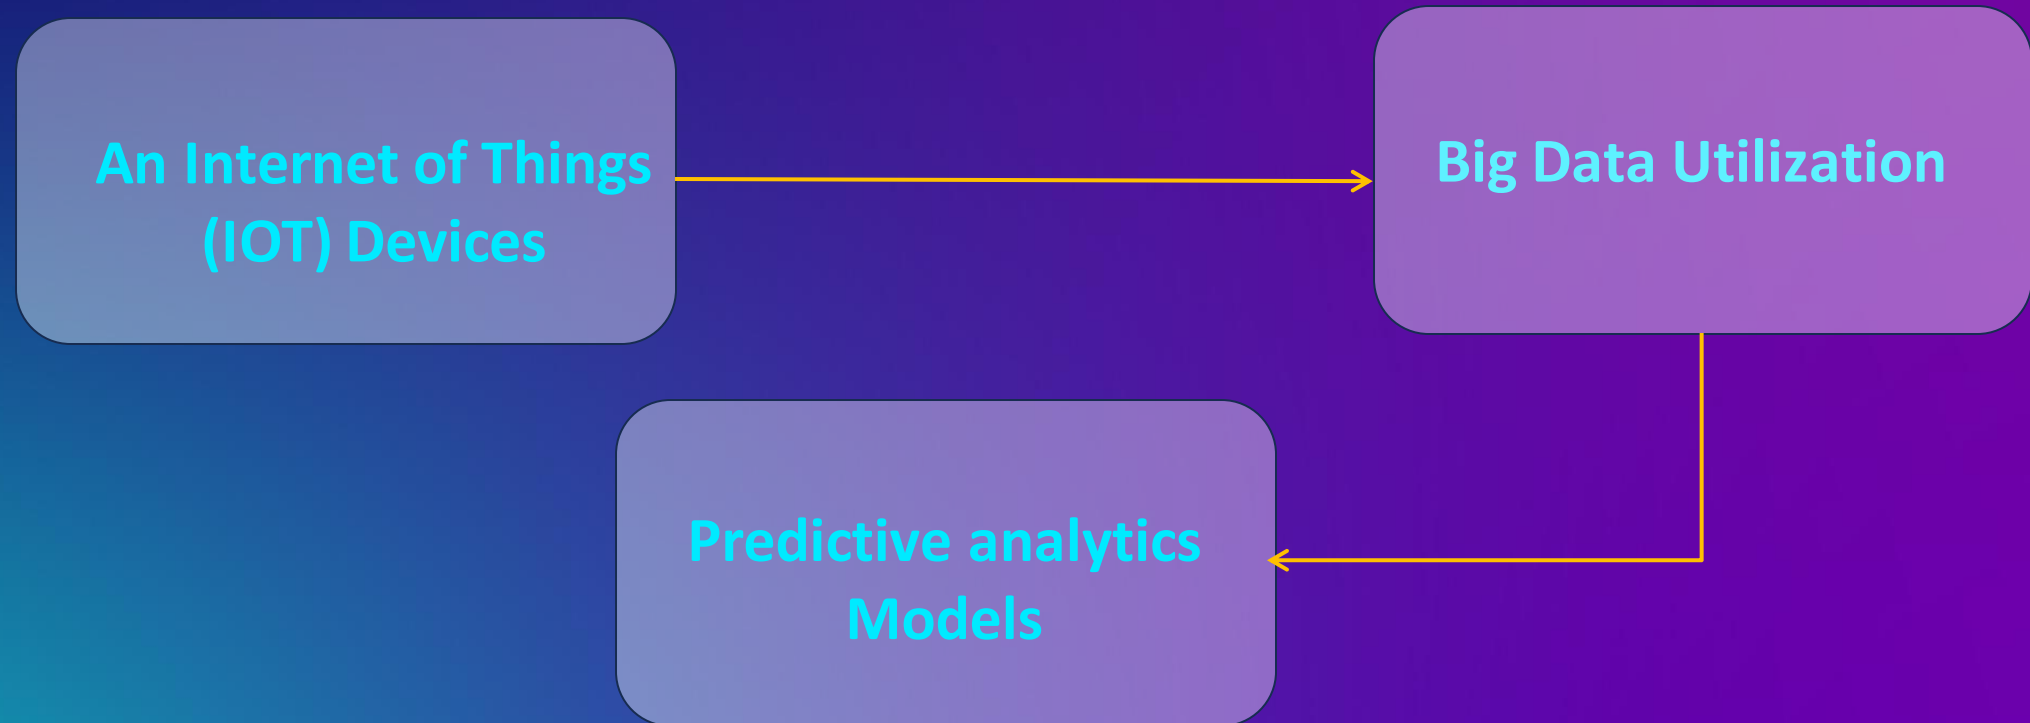 An Internet of Things
(IOT) Devices
Big Data Utilization
Predictive analytics
Models